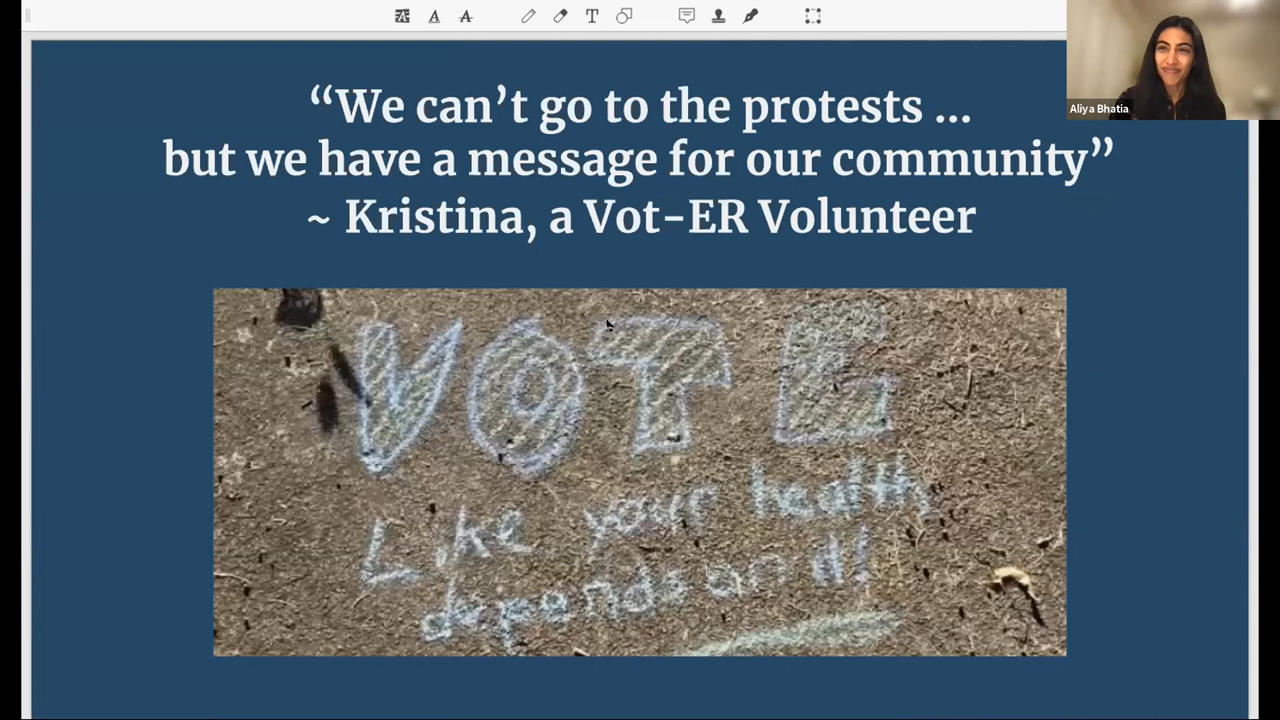 “We can’t go to the protests ...
but we have a message for our community”
~ Kristina, a Vot-ER Volunteer
Aliya Bhatia
VOTE
Like your health
depends on it!